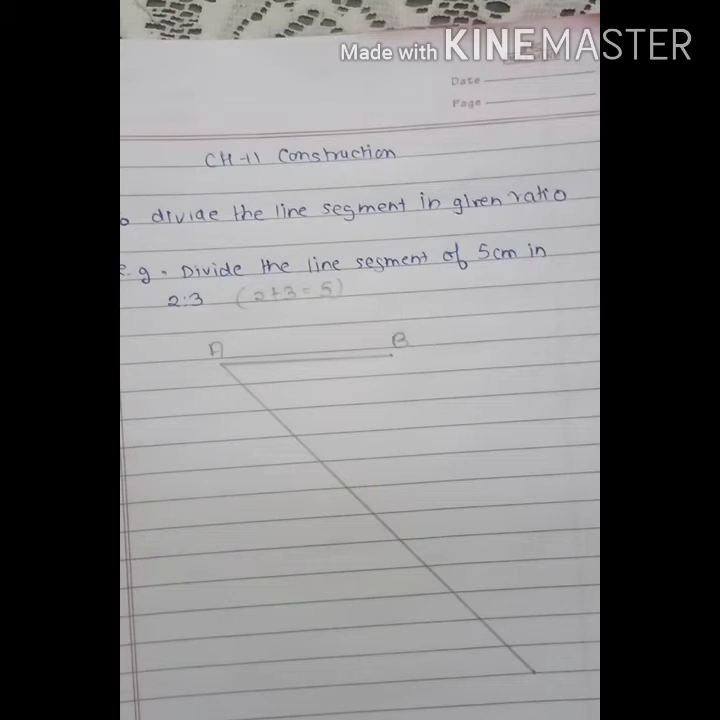 Made with KINEMASTER
Date
Page
CH-11 Construction
divide the line segment in given ratio
e.g. Divide the line segment of 5cm in
2:3 (2+3=5)
A B